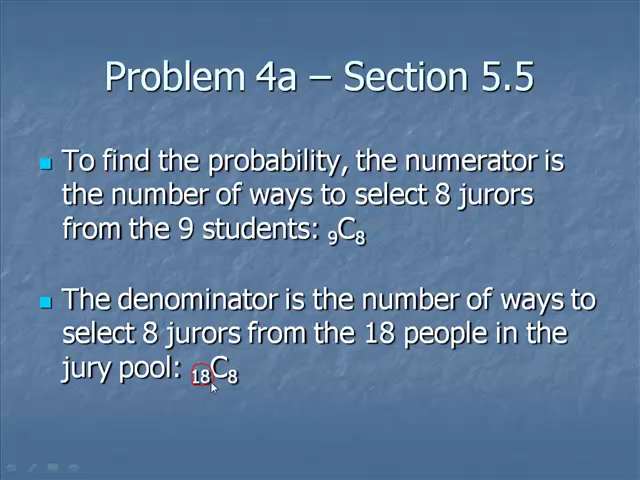 Problem 4a – Section 5.5
To find the probability, the numerator is
the number of ways to select 8 jurors
from the 9 students: ₉C₈
The denominator is the number of ways to
select 8 jurors from the 18 people in the
jury pool: ₁₈C₈